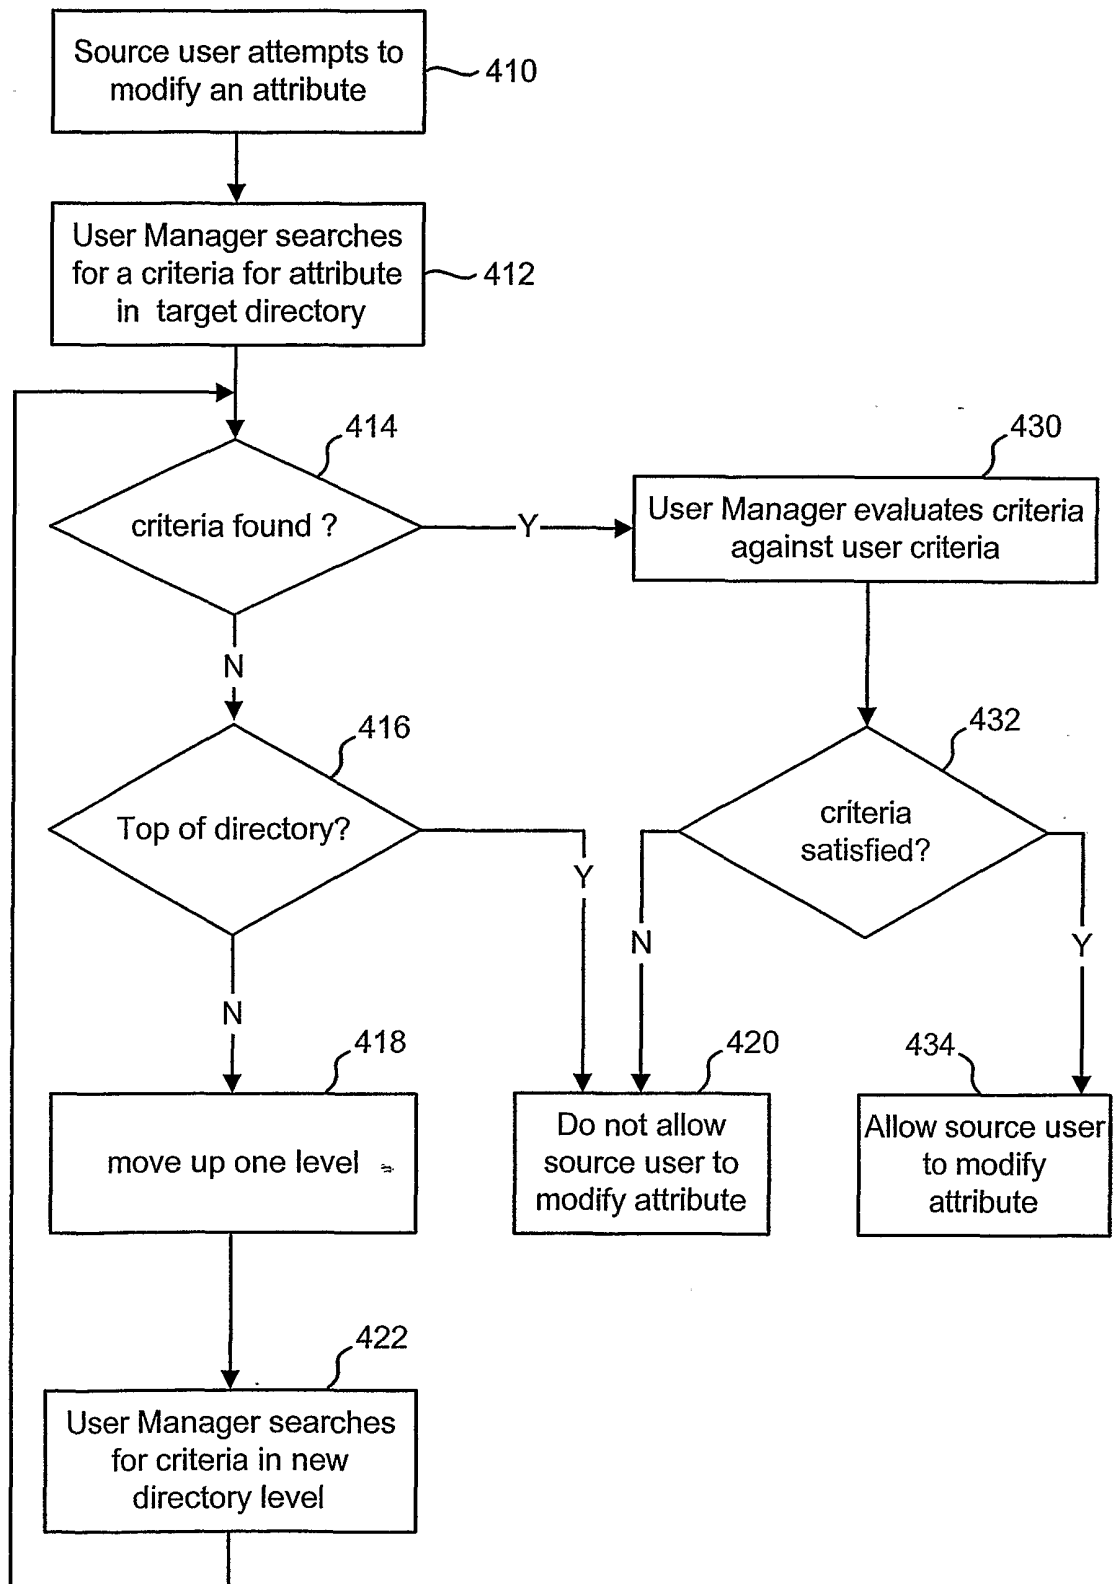 Source user attempts to
modify an attribute
410
User Manager searches
for a criteria for attribute
in target directory
412
414
criteria found ?
Y
430
User Manager evaluates criteria
against user criteria
N
416
Top of directory?
Y
432
criteria
satisfied?
N
Y
N
418
move up one level
420
Do not allow
source user to
modify attribute
434
Allow source user
to modify
attribute
422
User Manager searches
for criteria in new
directory level